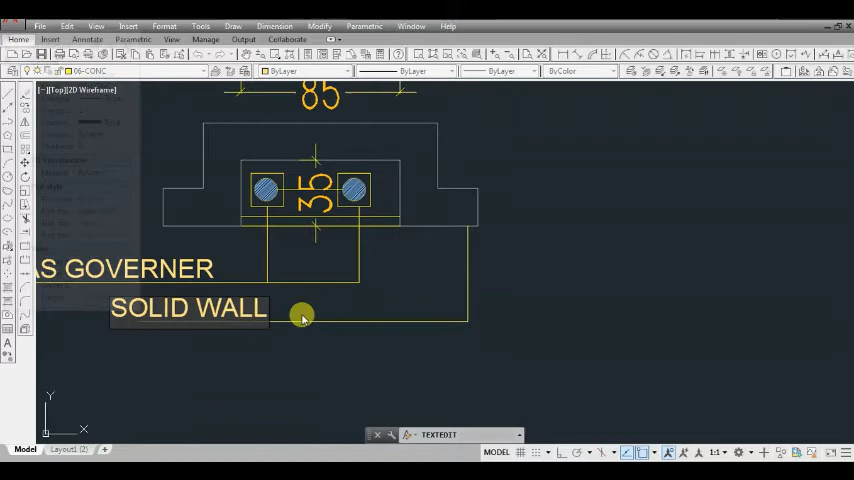 File Edit View Insert Format Tools Draw Dimension Modify Parametric Window Help
Home Insert Annotate Parametric View Manage Output Collaborate
06-CONC ByLayer ByLayer ByLayer ByColor
[−][Top][2D Wireframe]
85
35
AS GOVERNER
SOLID WALL
Y
X
TEXTEDIT
Model Layout1 (2) +
MODEL 1:1